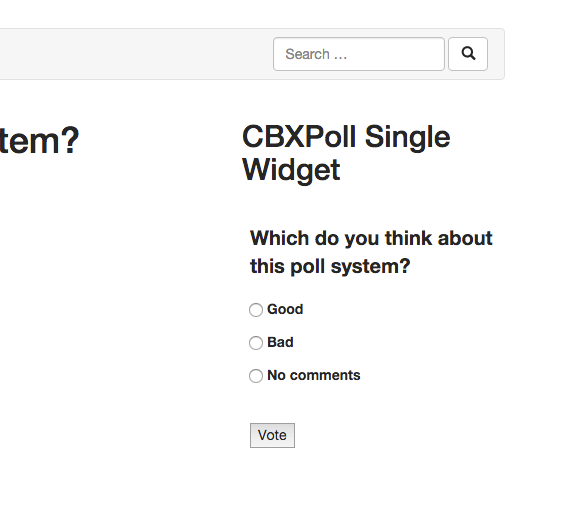 Search …
tem?
CBXPoll Single
Widget
Which do you think about
this poll system?
Good
Bad
No comments
Vote